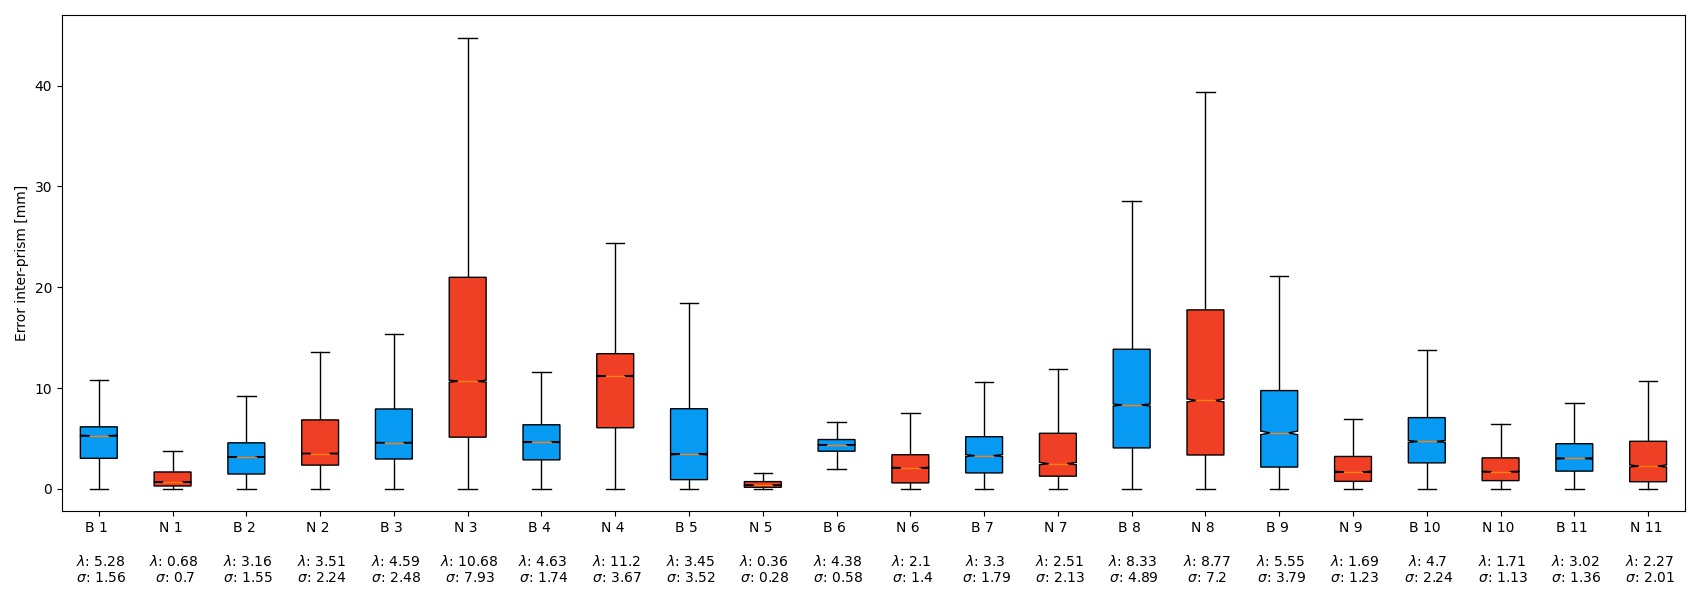 40
30
20
10
0
Error inter-prism [mm]
B 1 N 1 B 2 N 2 B 3 N 3 B 4 N 4 B 5 N 5 B 6 N 6 B 7 N 7 B 8 N 8 B 9 N 9 B 10 N 10 B 11 N 11
λ: 5.28 λ: 0.68 λ: 3.16 λ: 3.51 λ: 4.59 λ: 10.68 λ: 4.63 λ: 11.2 λ: 3.45 λ: 0.36 λ: 4.38 λ: 2.1 λ: 3.3 λ: 2.51 λ: 8.33 λ: 8.77 λ: 5.55 λ: 1.69 λ: 4.7 λ: 1.71 λ: 3.02 λ: 2.27
σ: 1.56 σ: 0.7 σ: 1.55 σ: 2.24 σ: 2.48 σ: 7.93 σ: 1.74 σ: 3.67 σ: 3.52 σ: 0.28 σ: 0.58 σ: 1.4 σ: 1.79 σ: 2.13 σ: 4.89 σ: 7.2 σ: 3.79 σ: 1.23 σ: 2.24 σ: 1.13 σ: 1.36 σ: 2.01